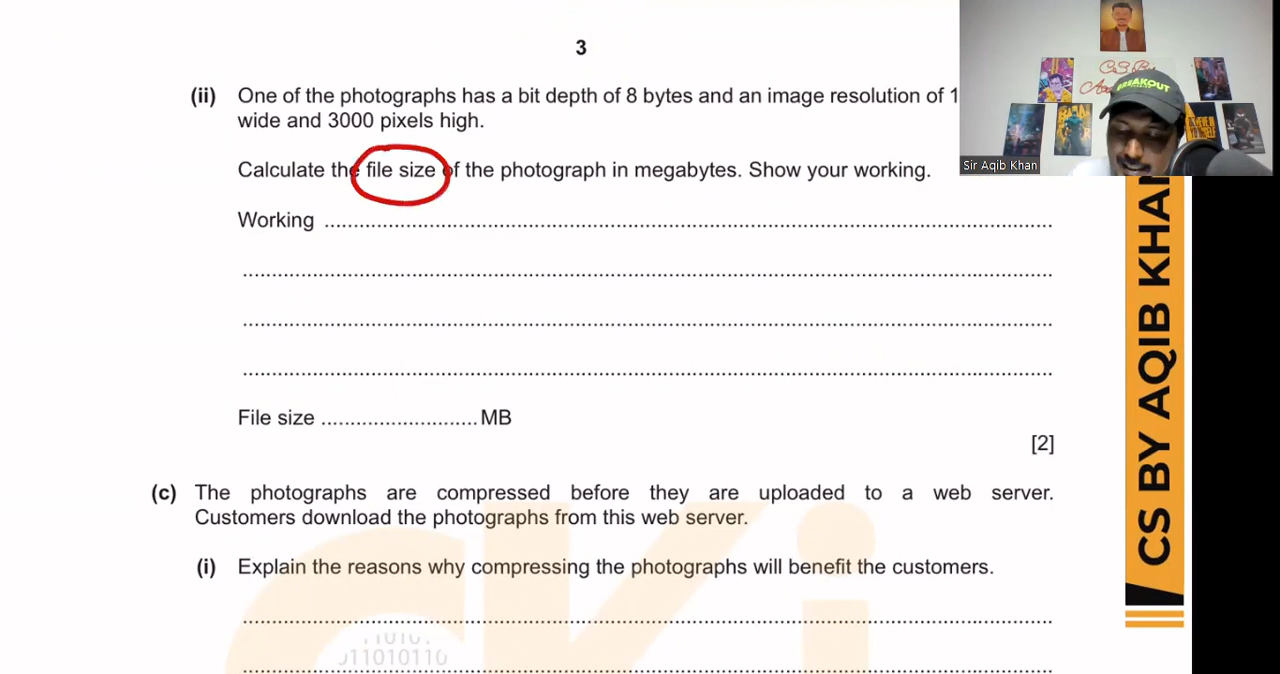 3
(ii) One of the photographs has a bit depth of 8 bytes and an image resolution of 1
wide and 3000 pixels high.
Calculate the file size of the photograph in megabytes. Show your working.
Working ....................................................................................................
....................................................................................................
....................................................................................................
....................................................................................................
File size ........................... MB
[2]
(c) The photographs are compressed before they are uploaded to a web server.
Customers download the photographs from this web server.
(i) Explain the reasons why compressing the photographs will benefit the customers.
....................................................................................................
....................................................................................................
011010110
Sir Aqib Khan
BREAKOUT
CS BY AQIB KHAN